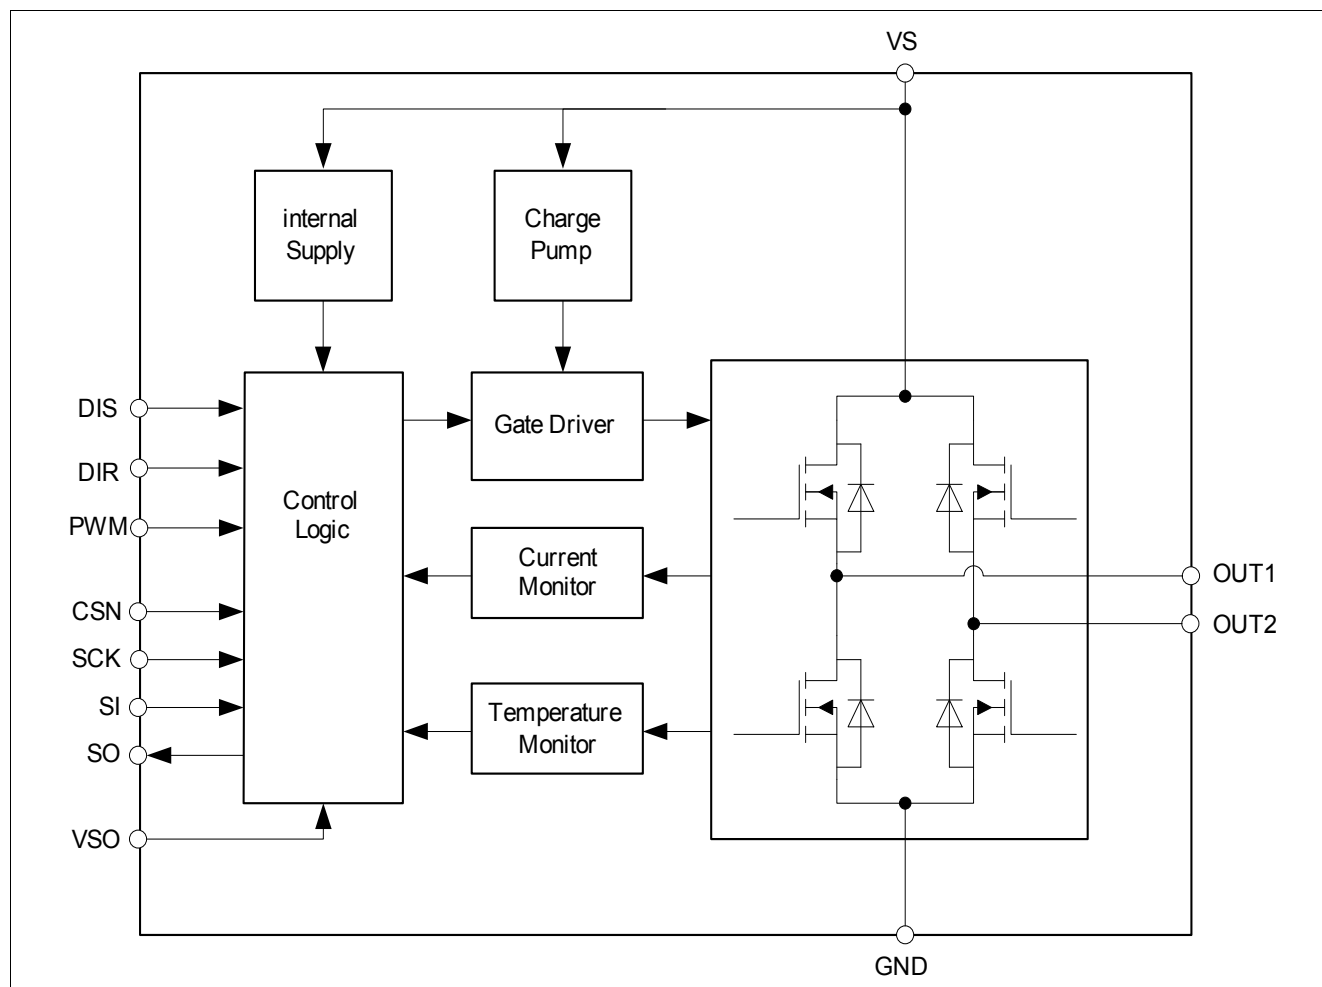 VS
internal
Supply
Charge
Pump
DIS
DIR
PWM
CSN
SCK
SI
SO
VSO
Control
Logic
Gate Driver
Current
Monitor
Temperature
Monitor
OUT1
OUT2
GND